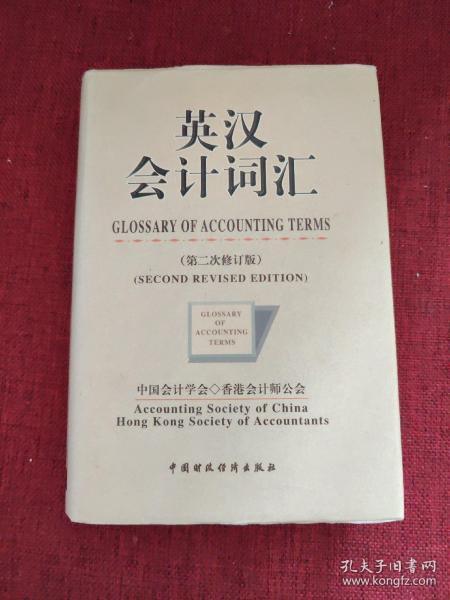 英汉
会计词汇
GLOSSARY OF ACCOUNTING TERMS
（第二次修订版）
(SECOND REVISED EDITION)
GLOSSARY
OF
ACCOUNTING
TERMS
中国会计学会◇香港会计师公会
Accounting Society of China
Hong Kong Society of Accountants
中国财政经济出版社
孔夫子旧书网
www.kongfz.com